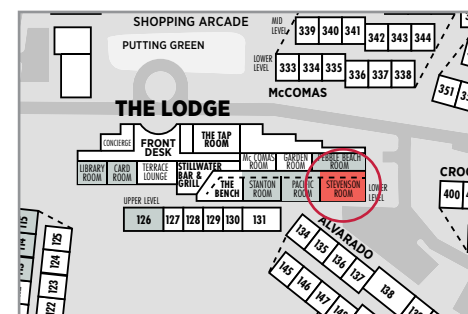 SHOPPING ARCADE
PUTTING GREEN
MID
LEVEL
339 340 341 342 343 344
LOWER
LEVEL
333 334 335 336 337 338
McCOMAS
351
THE LODGE
CONCIERGE
FRONT
DESK
THE TAP
ROOM
Mc COMAS
ROOM
GARDEN
ROOM
PEBBLE BEACH
ROOM
LIBRARY
ROOM
CARD
ROOM
TERRACE
LOUNGE
STILLWATER
BAR &
GRILL
THE
BENCH
STANTON
ROOM
PACIFIC
ROOM
STEVENSON
ROOM
LOWER
LEVEL
UPPER LEVEL
126 127 128 129 130 131
CRO
400
ALVARADO
134 135 136 137 138
145 146 147
115
125
124
123